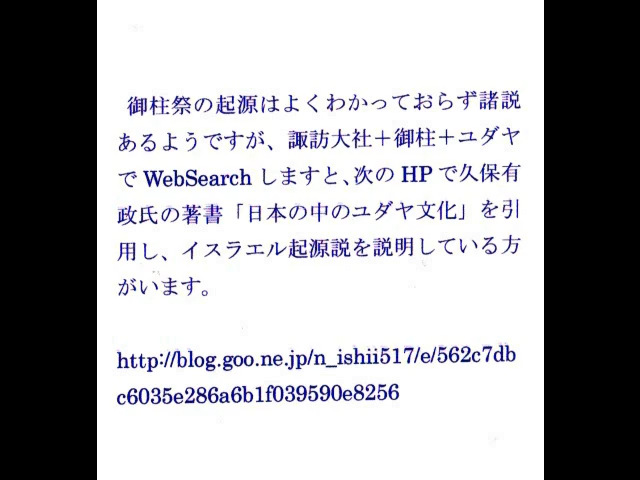 御柱祭の起源はよくわかっておらず諸説
あるようですが、諏訪大社＋御柱＋ユダヤ
で WebSearch しますと、次の HP で久保有
政氏の著書「日本の中のユダヤ文化」を引
用し、イスラエル起源説を説明している方
がいます。
http://blog.goo.ne.jp/n_ishii517/e/562c7db
c6035e286a6b1f039590e8256